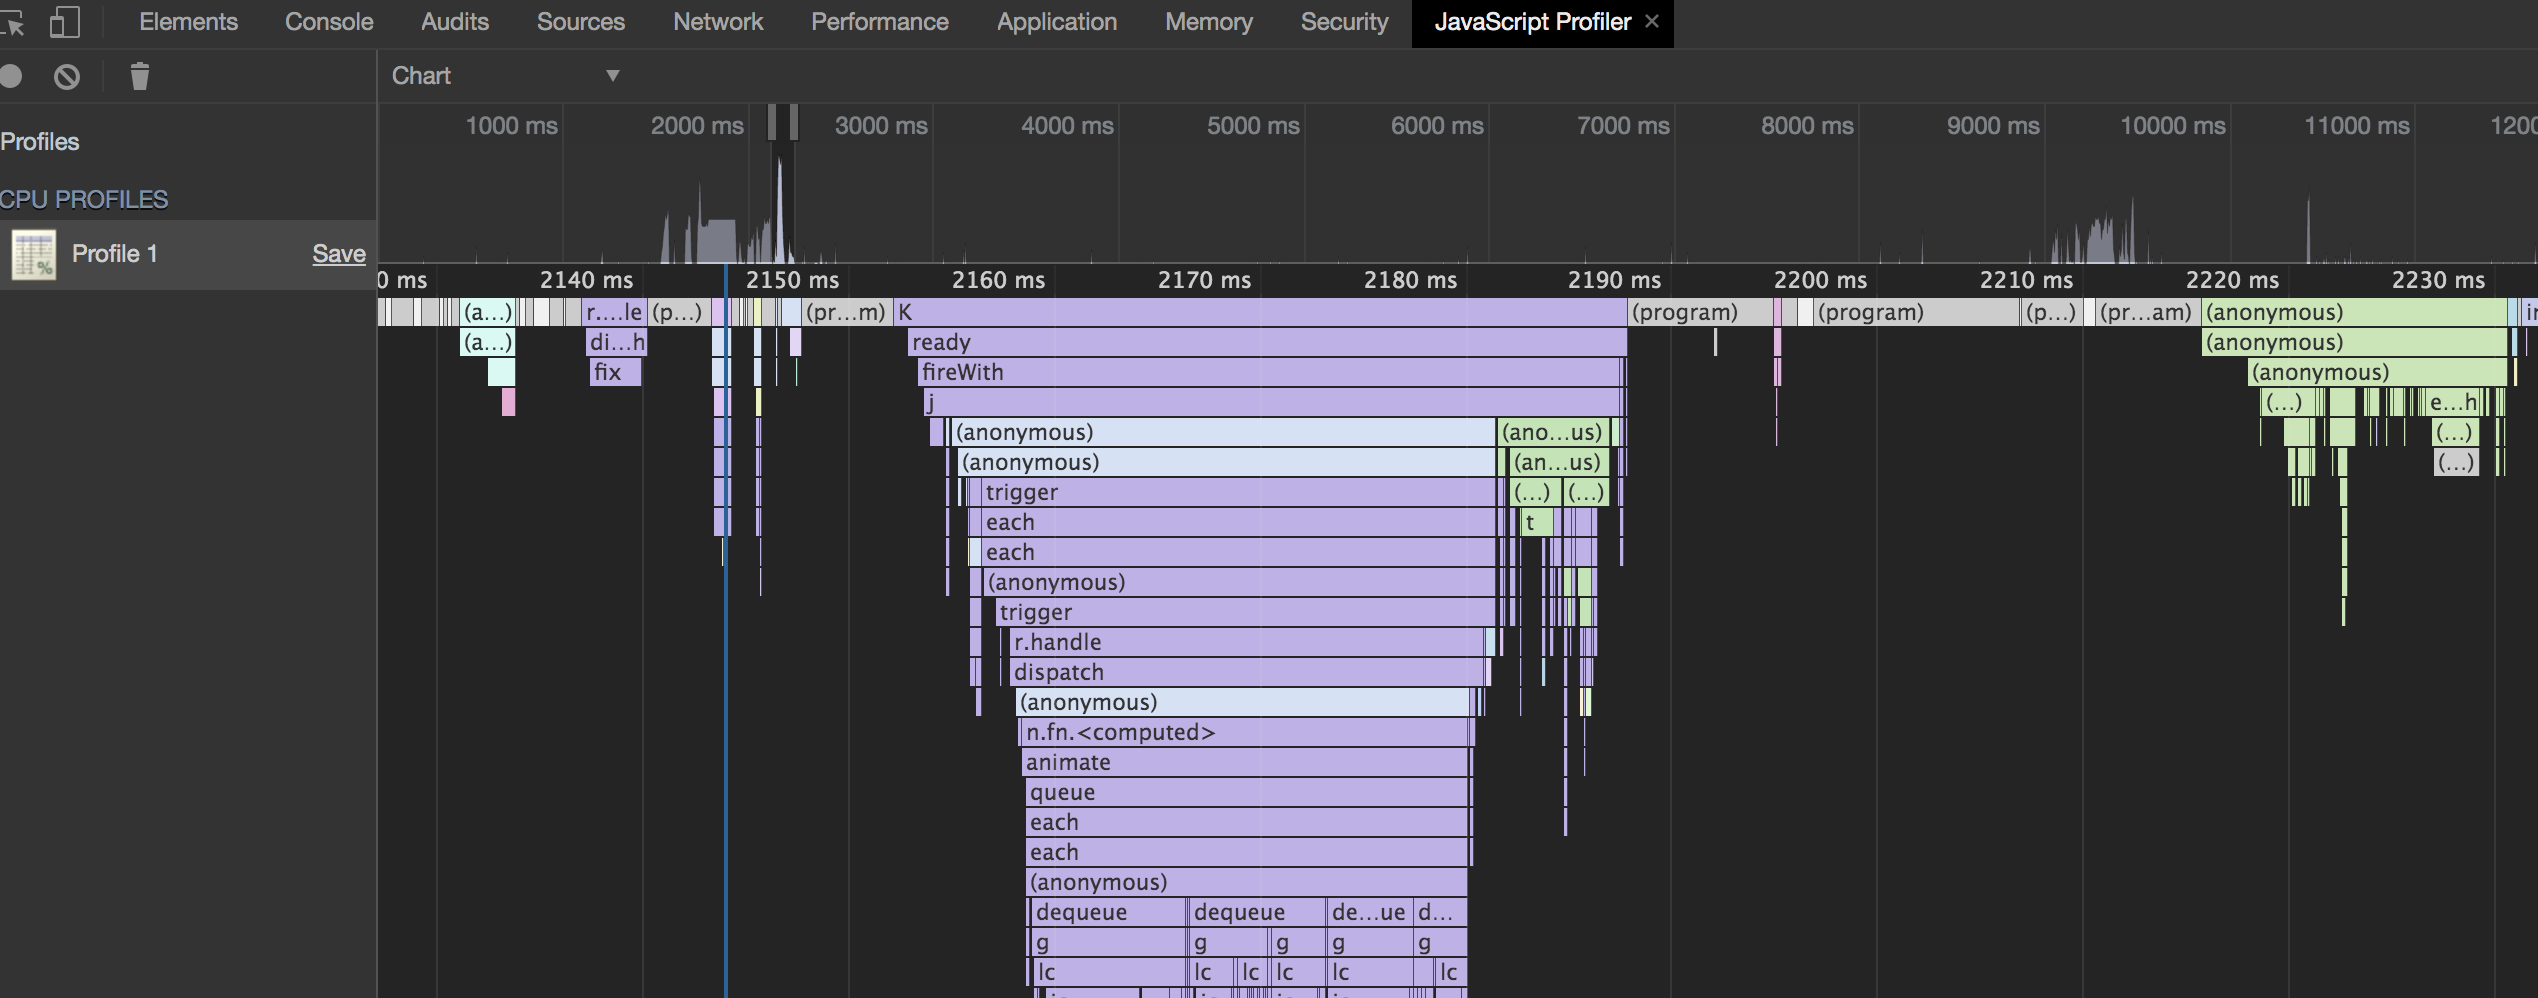 Elements Console Audits Sources Network Performance Application Memory Security JavaScript Profiler ×
Chart ▼
Profiles
CPU PROFILES
Profile 1 Save
1000 ms 2000 ms 3000 ms 4000 ms 5000 ms 6000 ms 7000 ms 8000 ms 9000 ms 10000 ms 11000 ms 1200
0 ms 2140 ms 2150 ms 2160 ms 2170 ms 2180 ms 2190 ms 2200 ms 2210 ms 2220 ms 2230 ms
(a...) r....le (p...) (pr...m) K (program) (program) (p...) (pr...am) (anonymous)
(a...) di...h ready (anonymous)
fix fireWith (anonymous)
j (...) e...h
(anonymous) (ano...us) (...)
(anonymous) (an...us) (...)
trigger (...) (...)
each t
each
(anonymous)
trigger
r.handle
dispatch
(anonymous)
n.fn.<computed>
animate
queue
each
each
(anonymous)
dequeue dequeue de...ue d...
g g g g g
lc lc lc lc lc lc